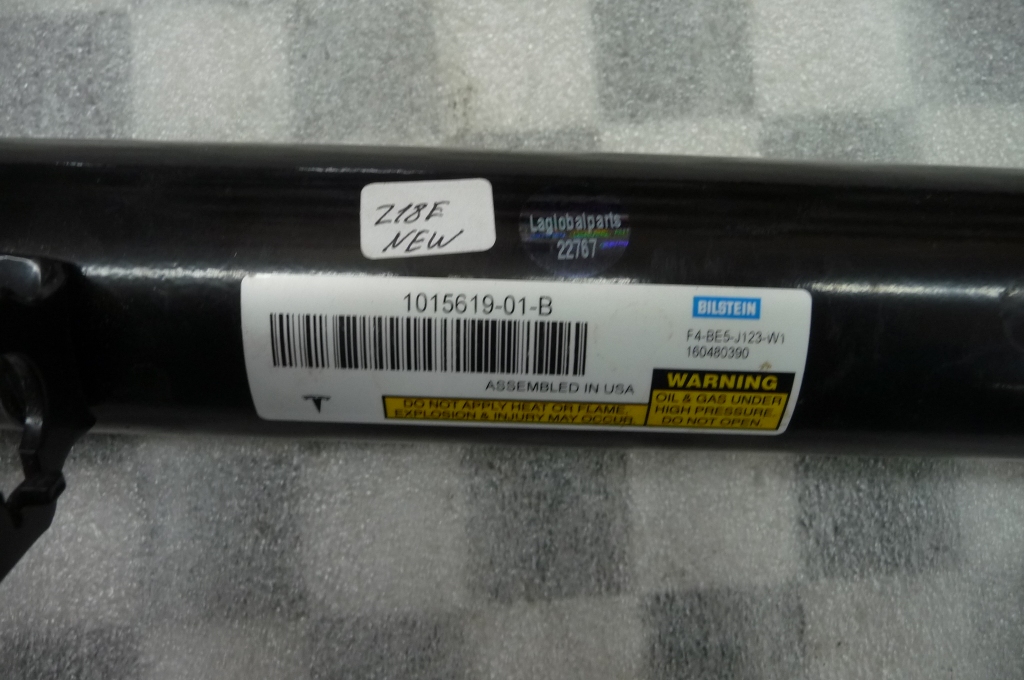 Z18E
NEW
Laglobalparts
22767
1015619-01-B
BILSTEIN
F4-BE5-J123-W1
160480390
ASSEMBLED IN USA
DO NOT APPLY HEAT OR FLAME.
EXPLOSION & INJURY MAY OCCUR.
WARNING
OIL & GAS UNDER
HIGH PRESSURE.
DO NOT OPEN.